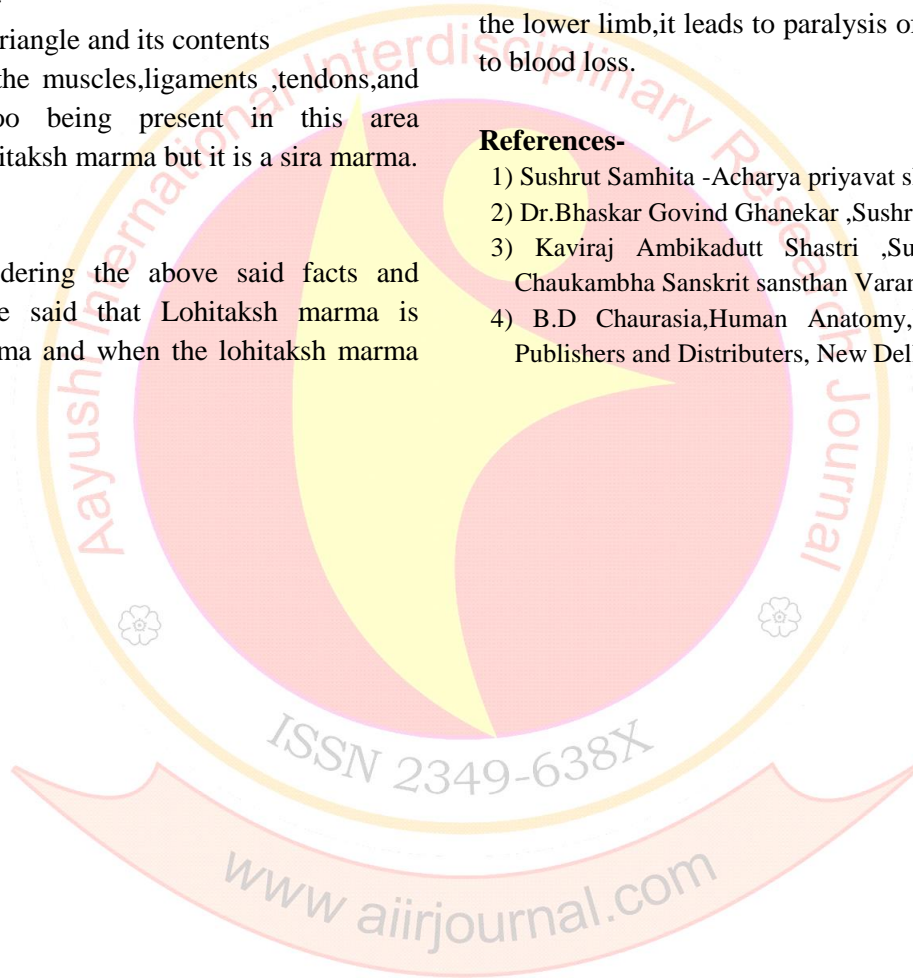 riangle and its contents
the muscles,ligaments ,tendons,and
being present in this area
itaksh marma but it is a sira marma.
dering the above said facts and
said that Lohitaksh marma is
ma and when the lohitaksh marma
the lower limb,it leads to paralysis
to blood loss.
References-
1) Sushrut Samhita -Acharya priyavat
2) Dr.Bhaskar Govind Ghanekar ,Sushr
3) Kaviraj Ambikadutt Shastri ,Su
Chaukambha Sanskrit sansthan Varan
4) B.D Chaurasia,Human Anatomy,
Publishers and Distributers, New Del
Aayushi International Interdisciplinary Research Journal
ISSN 2349-638X
www aiirjournal.com